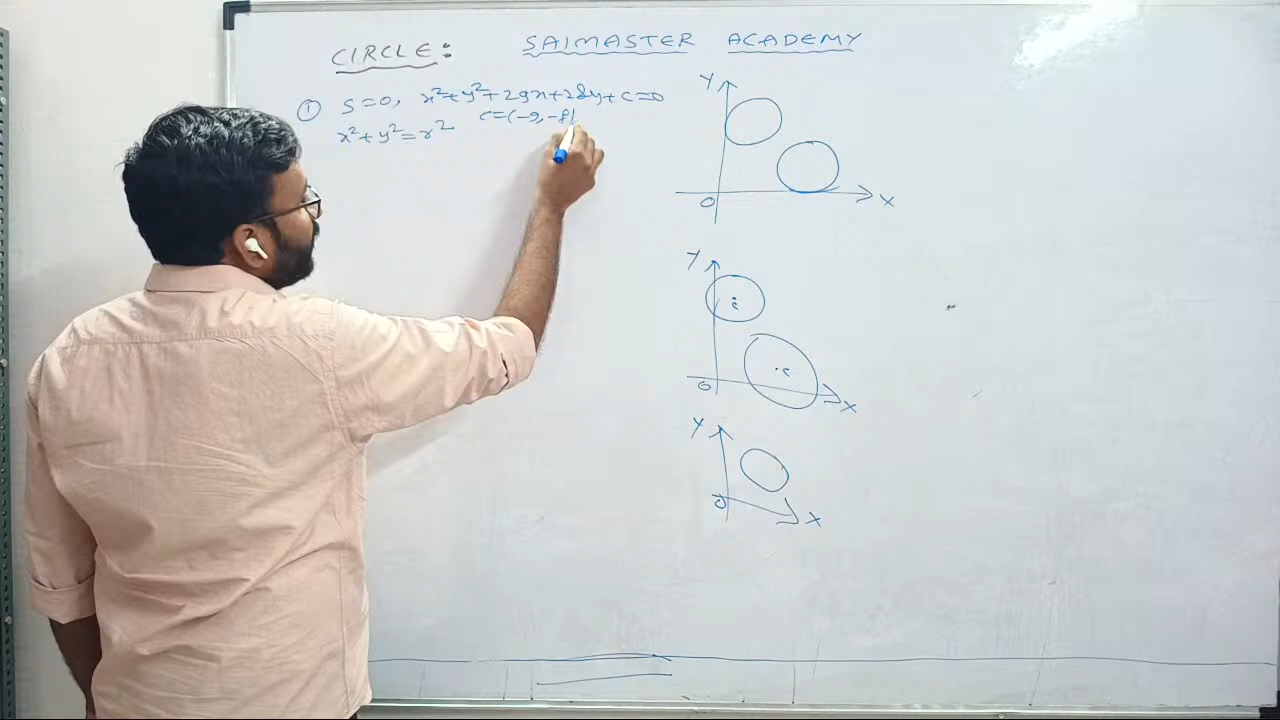 CIRCLE: SAIMASTER ACADEMY
① S=0, x²+y²+2gx+2fy+c=0
c=(-g,-f)
x²+y²=r²
Y
O X
Y
c
c
O X
Y
O X